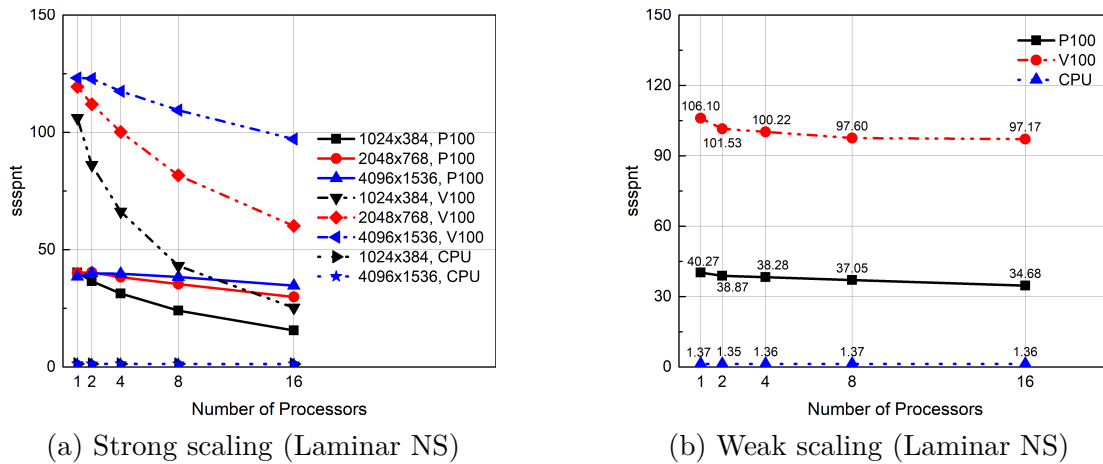 150
100
50
0
ssspnt
1 2 4 8 16
Number of Processors
1024x384, P100
2048x768, P100
4096x1536, P100
1024x384, V100
2048x768, V100
4096x1536, V100
1024x384, CPU
4096x1536, CPU
(a) Strong scaling (Laminar NS)
150
120
90
60
30
0
ssspnt
P100
V100
CPU
106.10
101.53
100.22
97.60
97.17
40.27
38.87
38.28
37.05
34.68
1.37
1.35
1.36
1.37
1.36
1 2 4 8 16
Number of Processors
(b) Weak scaling (Laminar NS)